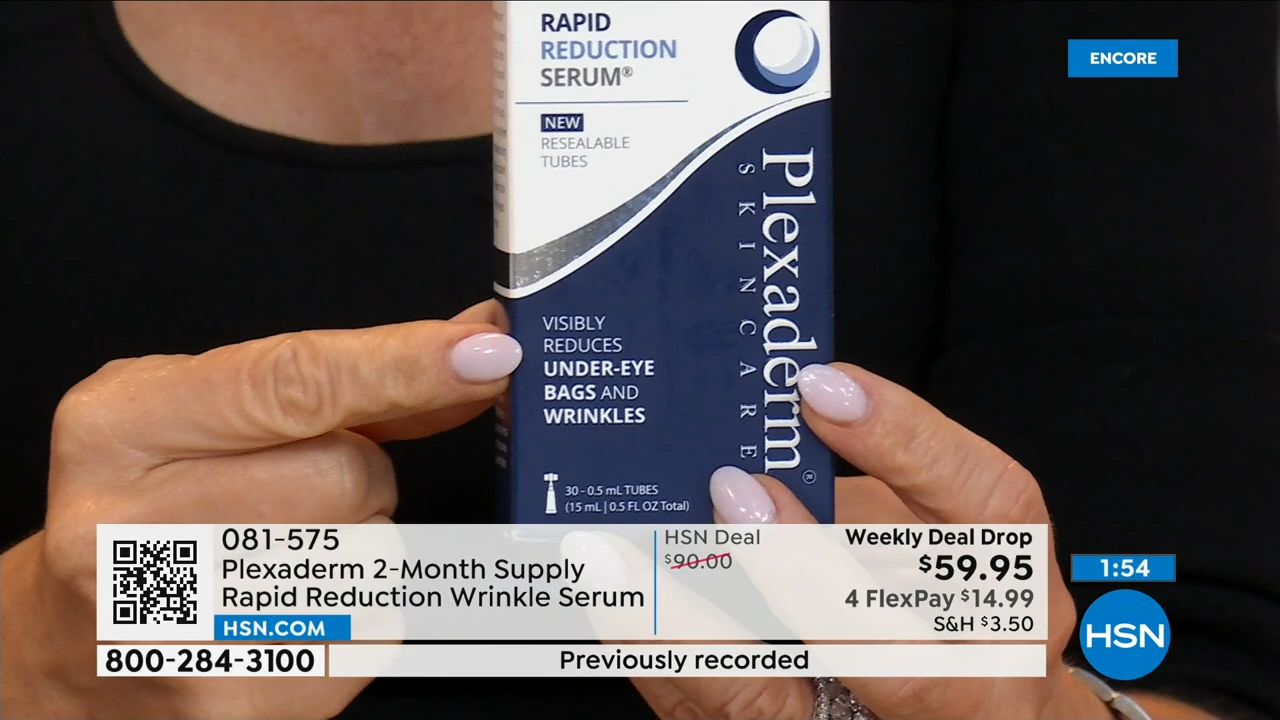 RAPID
REDUCTION
SERUM®
NEW
RESEALABLE
TUBES
Plexaderm®
SKINCARE
VISIBLY
REDUCES
UNDER-EYE
BAGS AND
WRINKLES
30 - 0.5 mL TUBES
(15 mL | 0.5 FL OZ Total)
ENCORE
081-575
Plexaderm 2-Month Supply
Rapid Reduction Wrinkle Serum
HSN.COM
HSN Deal
$90.00
Weekly Deal Drop
$59.95
4 FlexPay $14.99
S&H $3.50
1:54
HSN
800-284-3100
Previously recorded